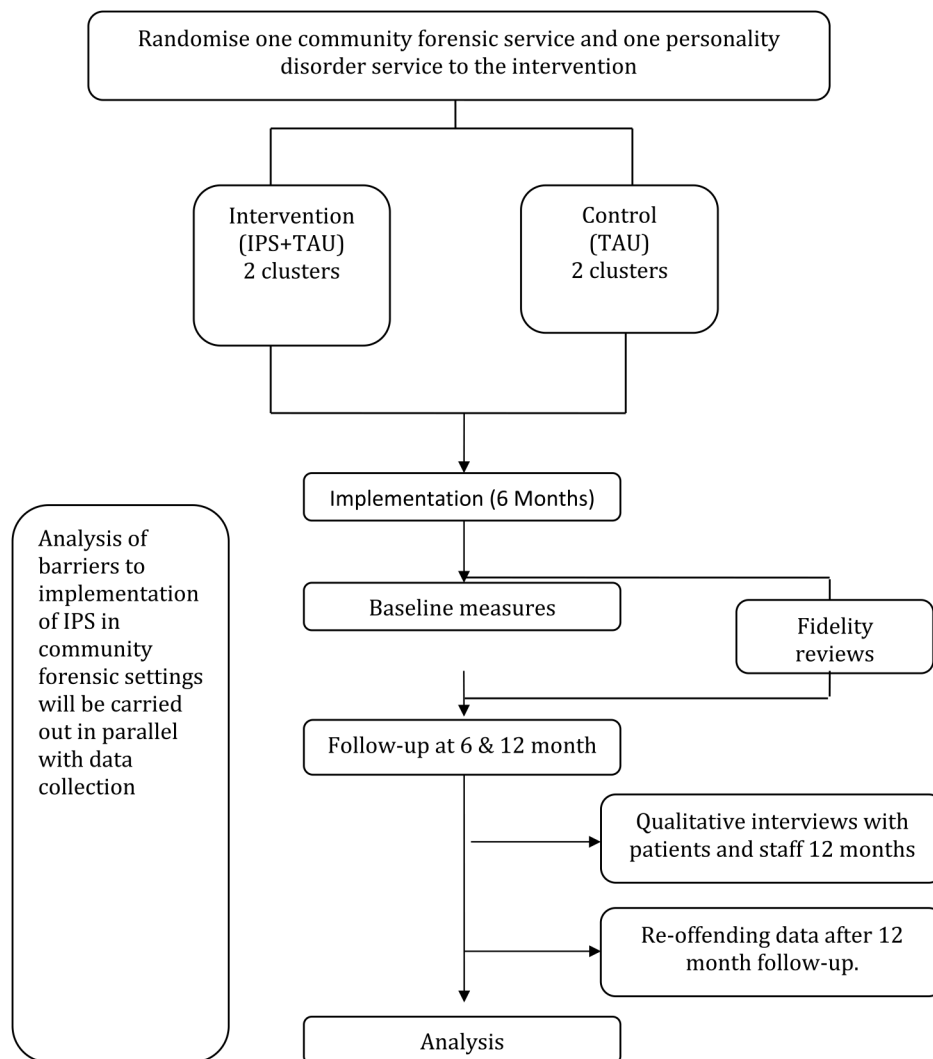 Randomise one community forensic service and one personality
disorder service to the intervention
Intervention
(IPS+TAU)
2 clusters
Control
(TAU)
2 clusters
Implementation (6 Months)
Analysis of
barriers to
implementation
of IPS in
community
forensic settings
will be carried
out in parallel
with data
collection
Baseline measures
Fidelity
reviews
Follow-up at 6 & 12 month
Qualitative interviews with
patients and staff 12 months
Re-offending data after 12
month follow-up.
Analysis